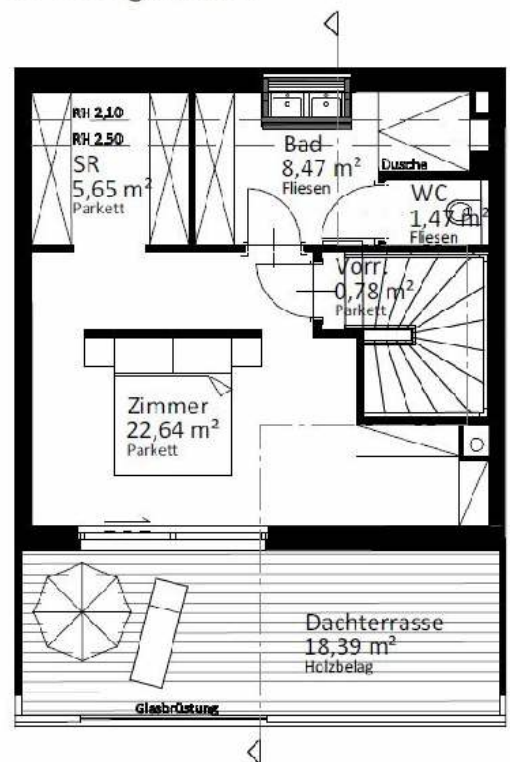 RH 2,10
RH 2.50
SR
5,65 m²
Parkett
Bad
8,47 m²
Fliesen
Dusche
WC
1,47 m²
Fliesen
Vorr.
0,78 m²
Parkett
Zimmer
22,64 m²
Parkett
Dachterrasse
18,39 m²
Holzbelag
Glasbrüstung